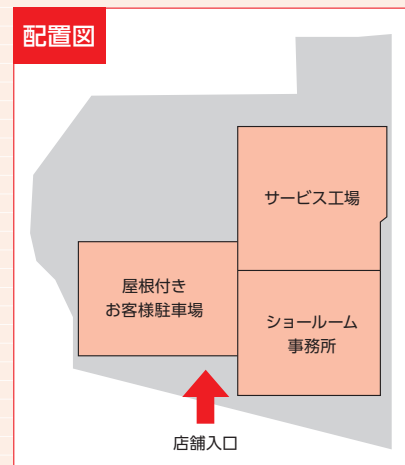 配置図
サービス工場
屋根付き
お客様駐車場
ショールーム
事務所
店舗入口